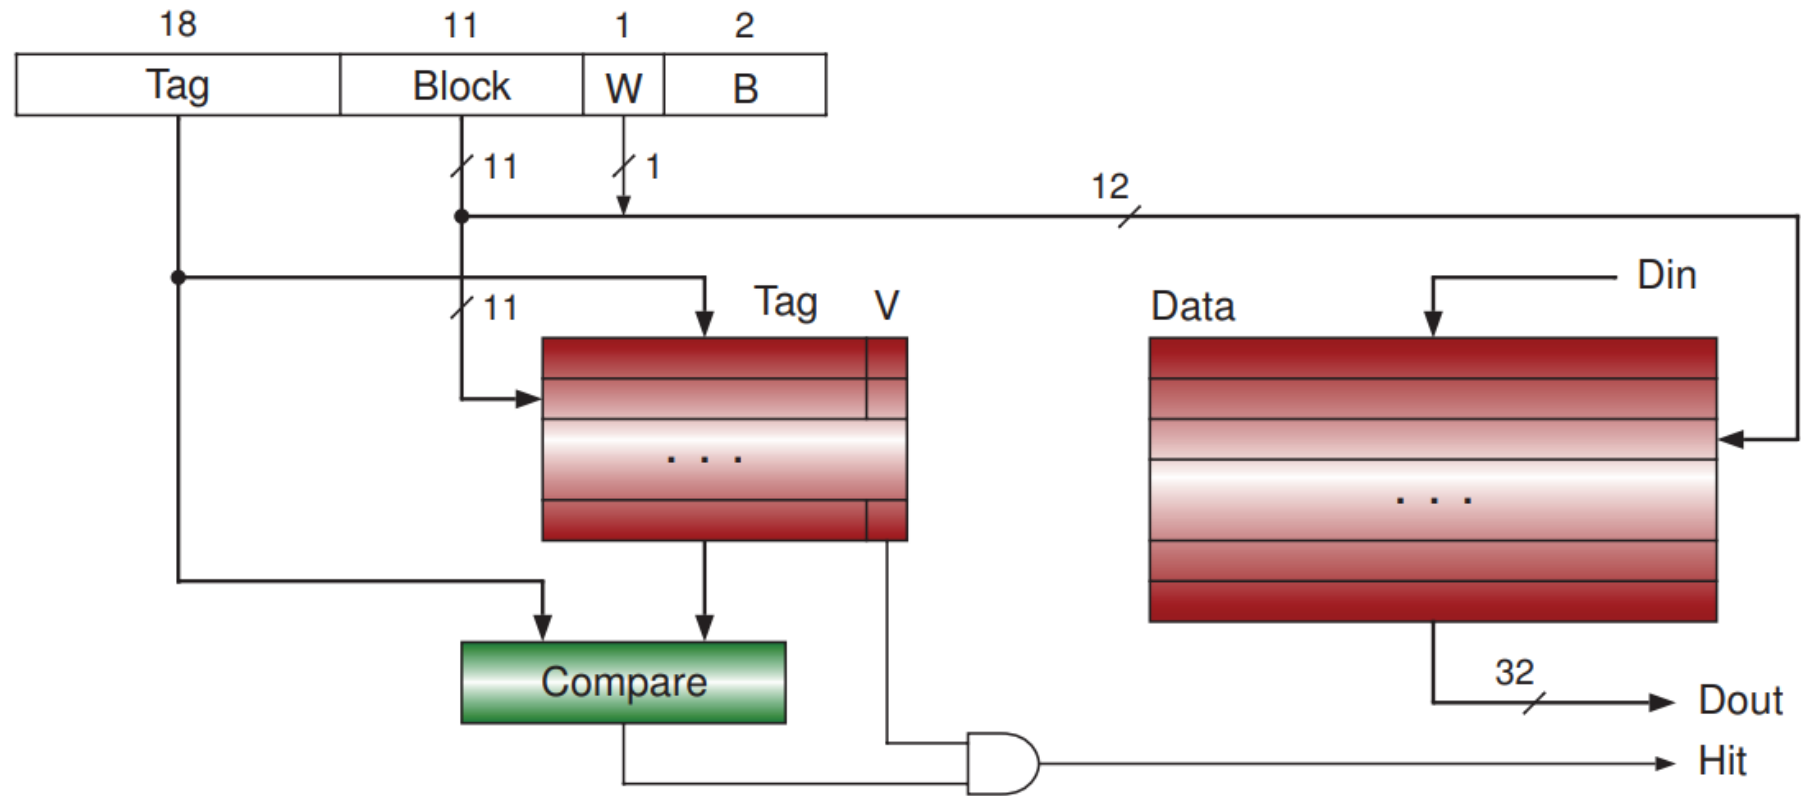 18 11 1 2
Tag Block W B
11 1
12
11
Tag V
Data
Din
. . .
. . .
Compare
32
Dout
Hit